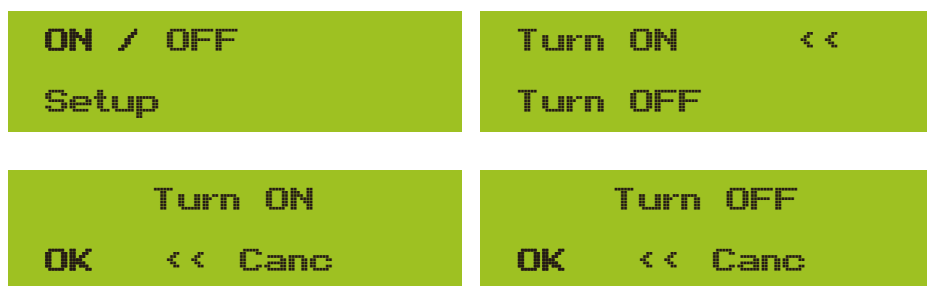 ON / OFF
Setup
Turn ON <<
Turn OFF
Turn ON
OK << Canc
Turn OFF
OK << Canc